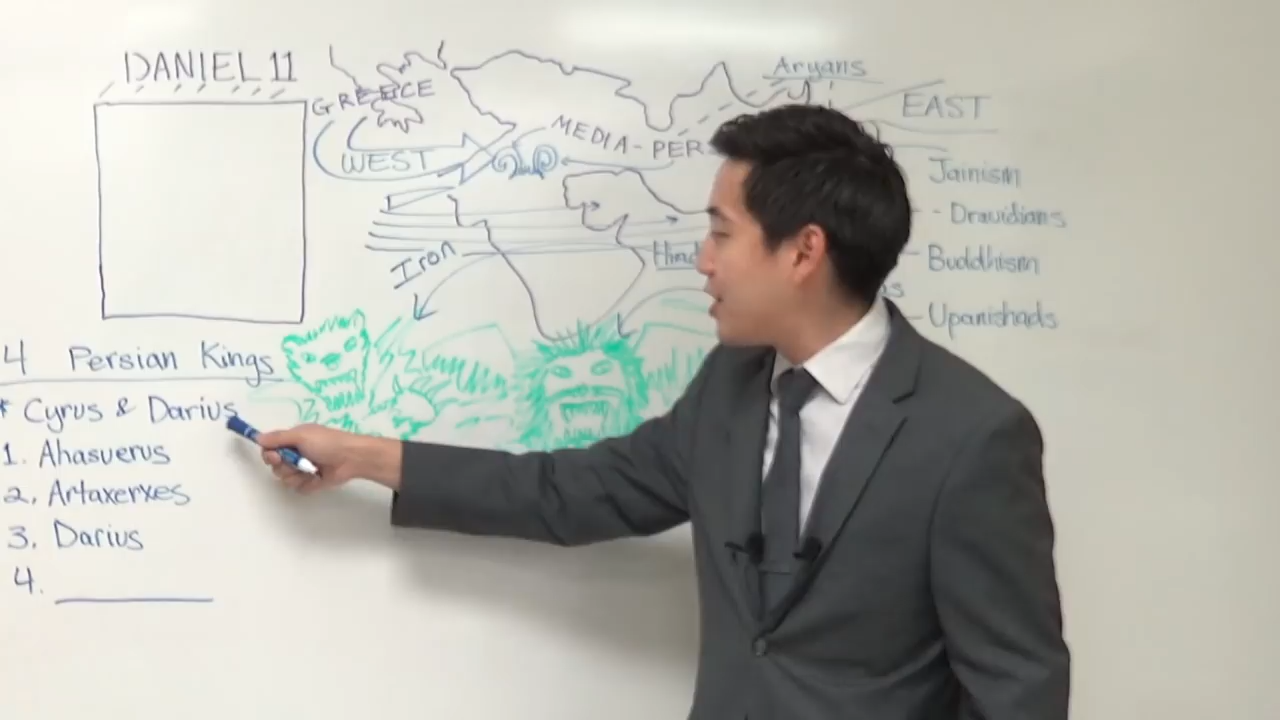 DANIEL 11
GREECE
WEST
MEDIA-PER
Aryans
EAST
Iron
Jainism
- Dravidians
Buddhism
Upanishads
4 Persian Kings
* Cyrus & Darius
1. Ahasuerus
2. Artaxerxes
3. Darius
4.